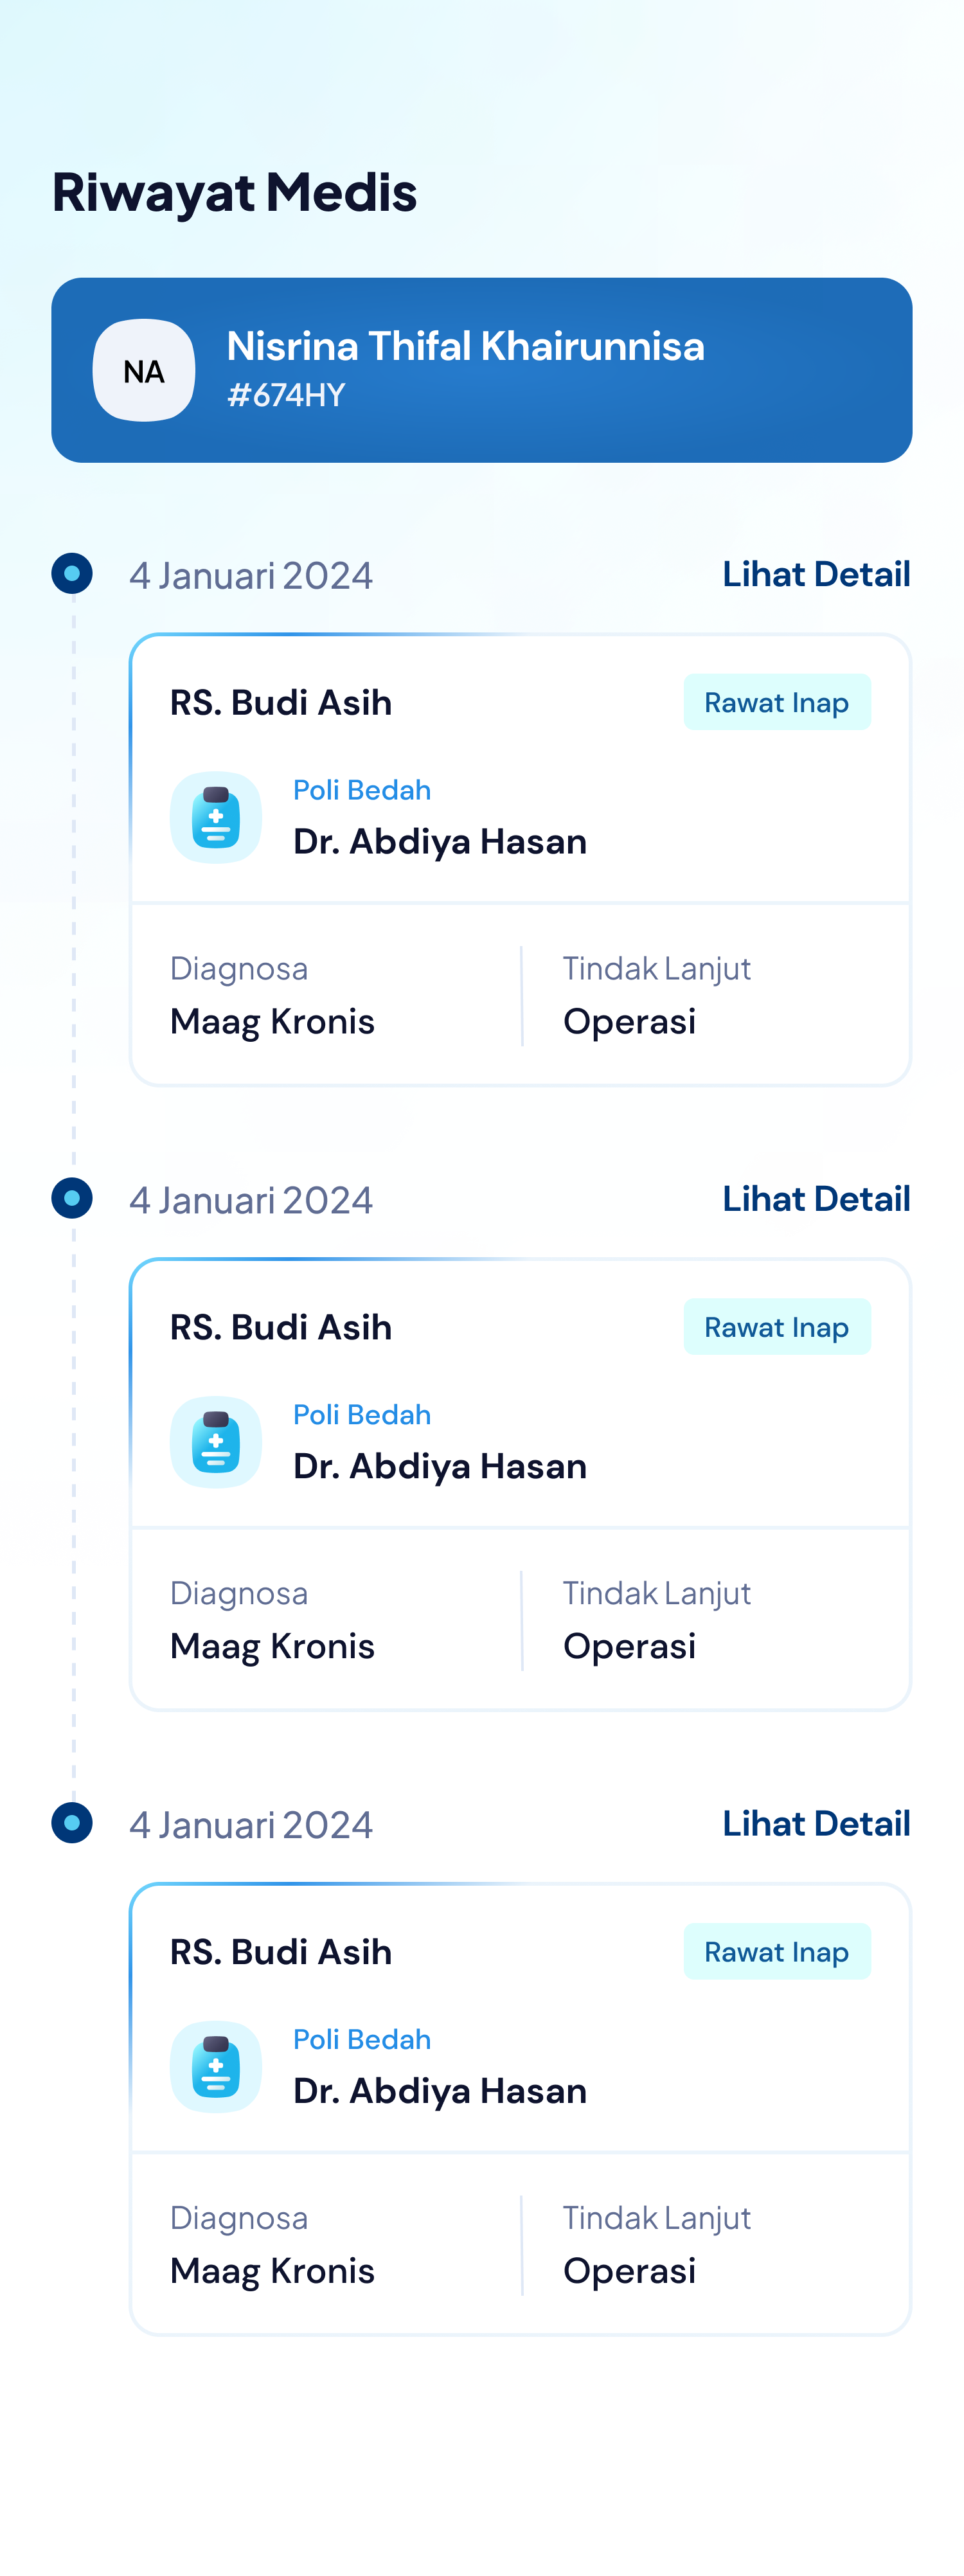 Riwayat Medis
NA
Nisrina Thifal Khairunnisa
#674HY
4 Januari 2024
Lihat Detail
RS. Budi Asih
Rawat Inap
Poli Bedah
Dr. Abdiya Hasan
Diagnosa
Tindak Lanjut
Maag Kronis
Operasi
4 Januari 2024
Lihat Detail
RS. Budi Asih
Rawat Inap
Poli Bedah
Dr. Abdiya Hasan
Diagnosa
Tindak Lanjut
Maag Kronis
Operasi
4 Januari 2024
Lihat Detail
RS. Budi Asih
Rawat Inap
Poli Bedah
Dr. Abdiya Hasan
Diagnosa
Tindak Lanjut
Maag Kronis
Operasi